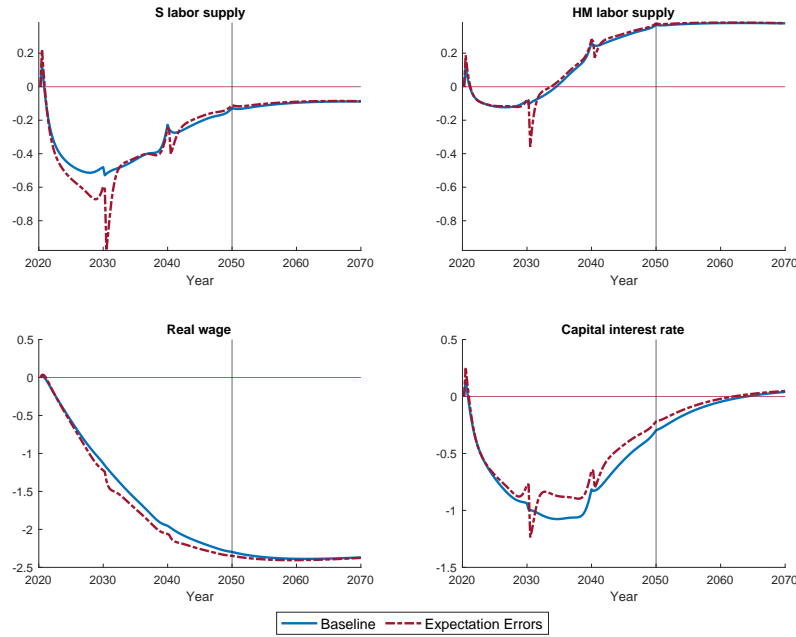 S labor supply
0.2
0
-0.2
-0.4
-0.6
-0.8
2020 2030 2040 2050 2060 2070
Year
HM labor supply
0.2
0
-0.2
-0.4
-0.6
-0.8
2020 2030 2040 2050 2060 2070
Year
Real wage
0.5
0
-0.5
-1
-1.5
-2
-2.5
2020 2030 2040 2050 2060 2070
Year
Capital interest rate
0.5
0
-0.5
-1
-1.5
2020 2030 2040 2050 2060 2070
Year
Baseline Expectation Errors